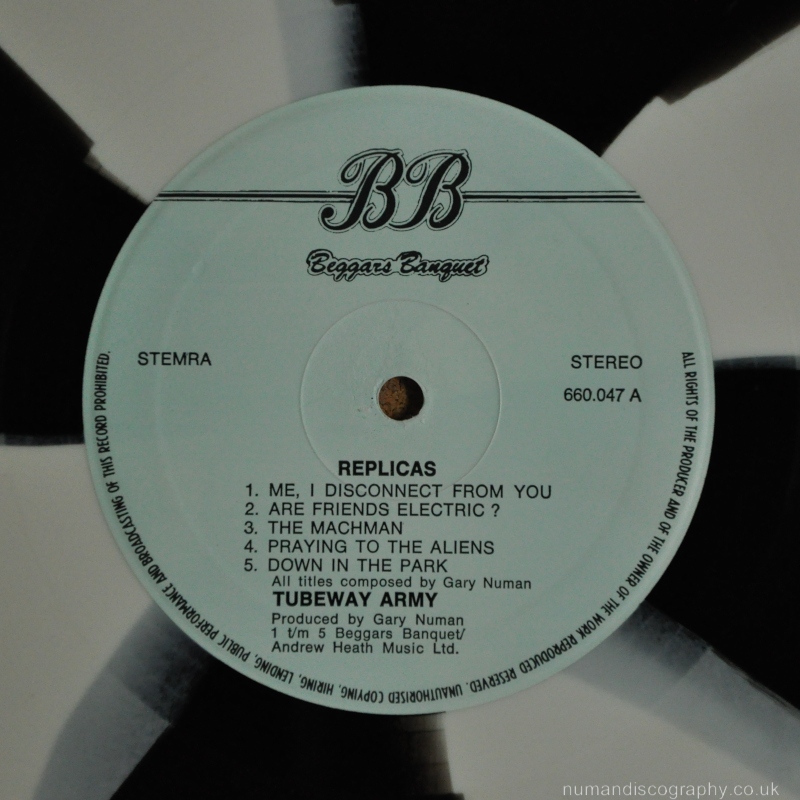 BB
Beggars Banquet
STEMRA
STEREO
660.047 A
REPLICAS
1. ME, I DISCONNECT FROM YOU
2. ARE FRIENDS ELECTRIC ?
3. THE MACHMAN
4. PRAYING TO THE ALIENS
5. DOWN IN THE PARK
All titles composed by Gary Numan
TUBEWAY ARMY
Produced by Gary Numan
1 t/m 5 Beggars Banquet/
Andrew Heath Music Ltd.
ALL RIGHTS OF THE PRODUCER AND OF THE OWNER OF THE WORK REPRODUCED RESERVED. UNAUTHORISED COPYING, HIRING, LENDING, PUBLIC PERFORMANCE AND BROADCASTING OF THIS RECORD PROHIBITED.
numandiscography.co.uk